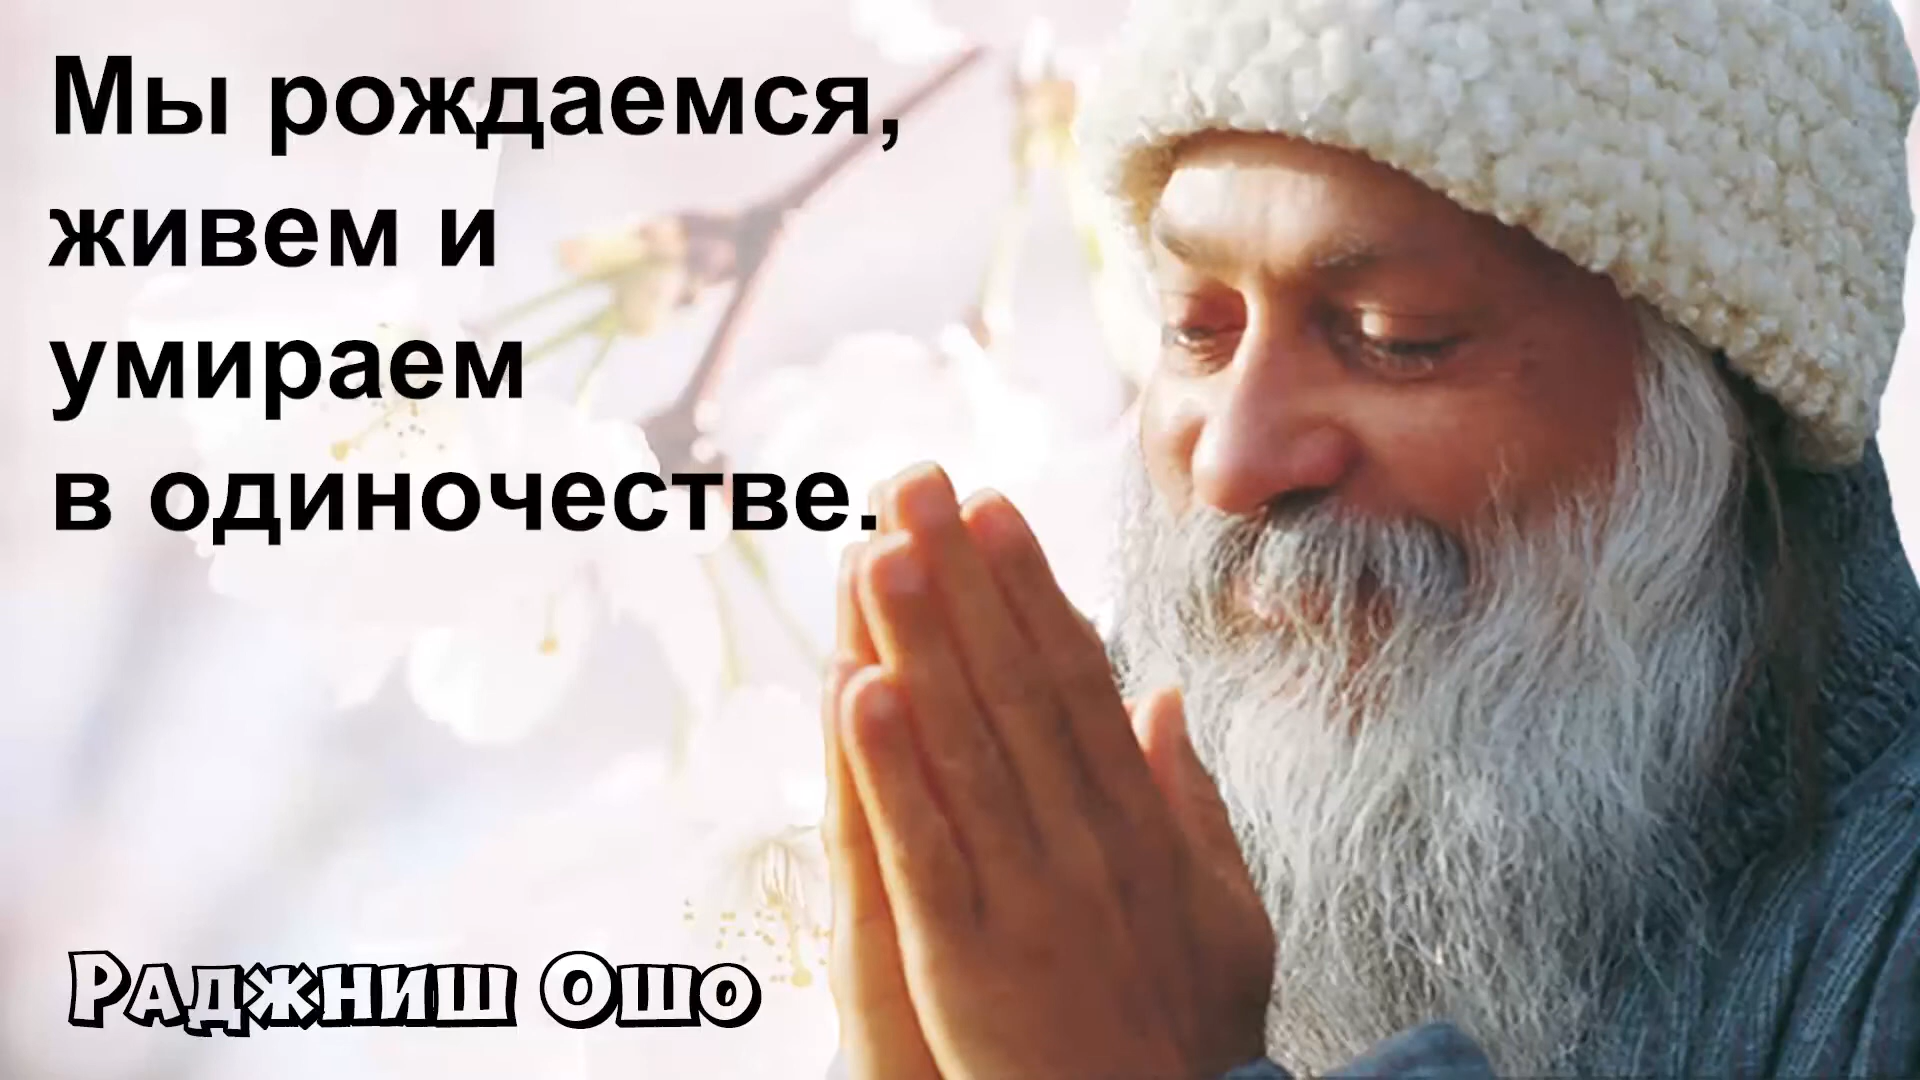 Мы рождаемся,
живем и
умираем
в одиночестве.
Раджниш Ошо